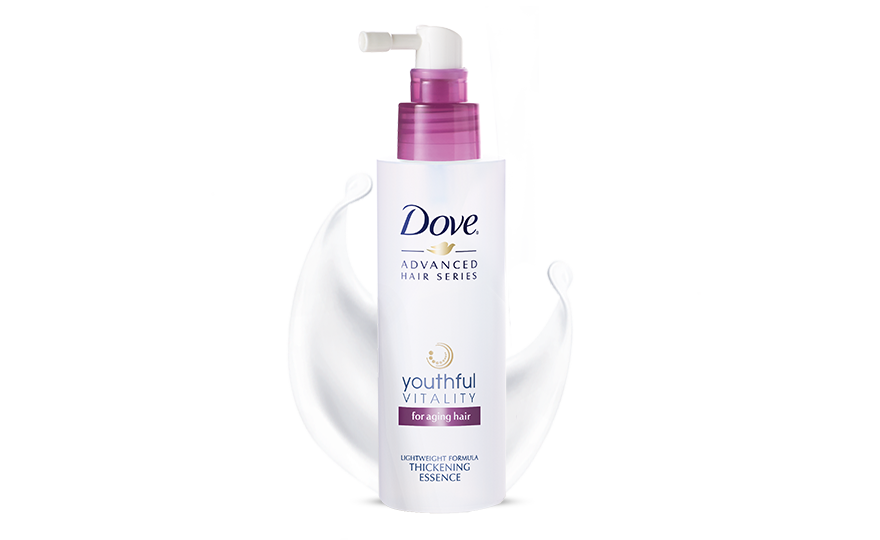 Dove
ADVANCED
HAIR SERIES
youthful
VITALITY
for aging hair
LIGHTWEIGHT FORMULA
THICKENING
ESSENCE